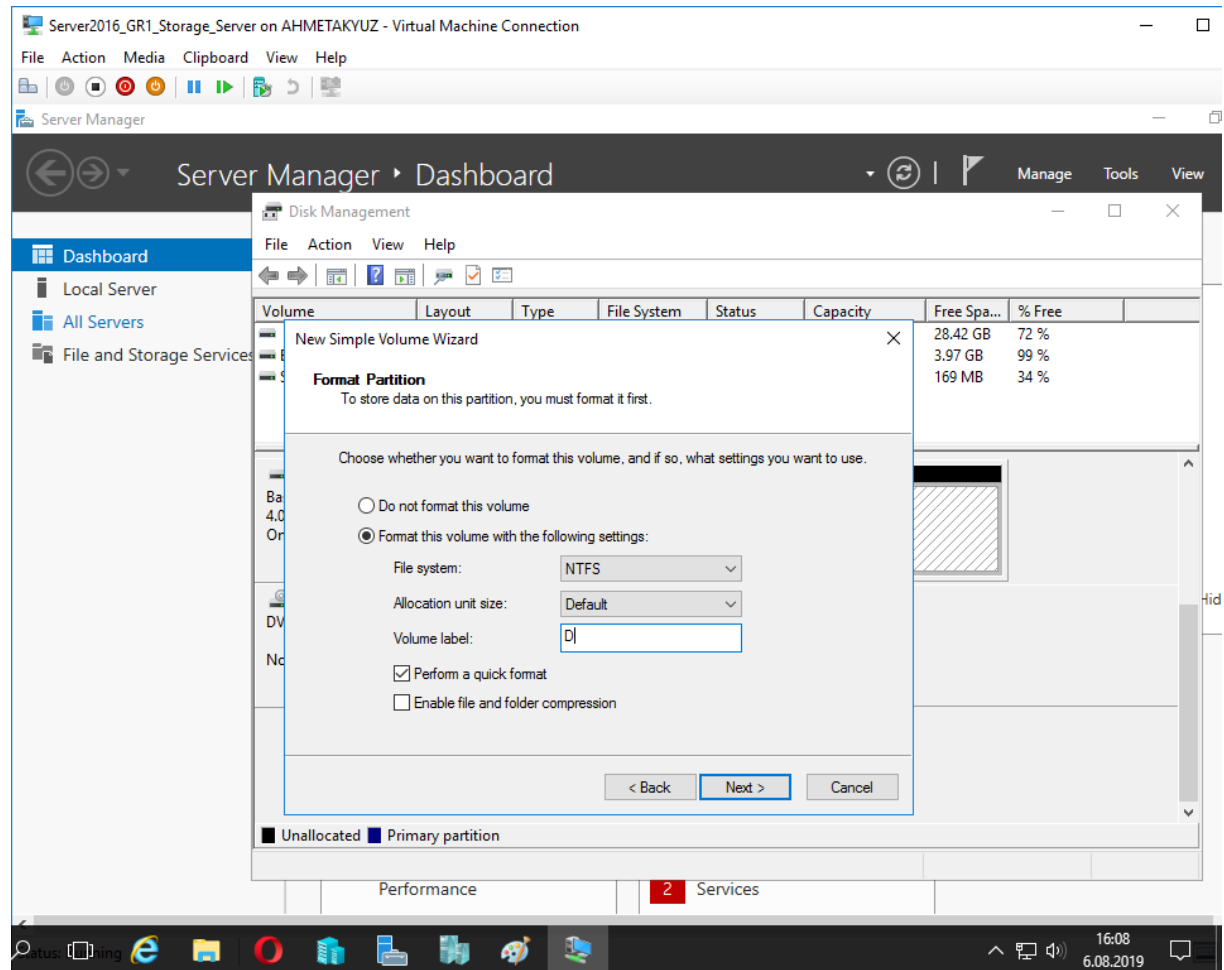 Server2016_GR1_Storage_Server on AHMETAKYUZ - Virtual Machine Connection
File Action Media Clipboard View Help
Server Manager
Server Manager Dashboard
Manage Tools View
Disk Management
Dashboard
File Action View Help
Local Server
All Servers
File and Storage Services
Volume Layout Type File System Status Capacity Free Spa... % Free
28.42 GB 72 %
3.97 GB 99 %
169 MB 34 %
New Simple Volume Wizard
Format Partition
To store data on this partition, you must format it first.
Choose whether you want to format this volume, and if so, what settings you want to use.
Do not format this volume
Format this volume with the following settings:
File system: NTFS
Allocation unit size: Default
Volume label: D
Perform a quick format
Enable file and folder compression
< Back Next > Cancel
Ba
4.0
On
DV
No
Hid
Unallocated Primary partition
Performance 2 Services
16:08
6.08.2019